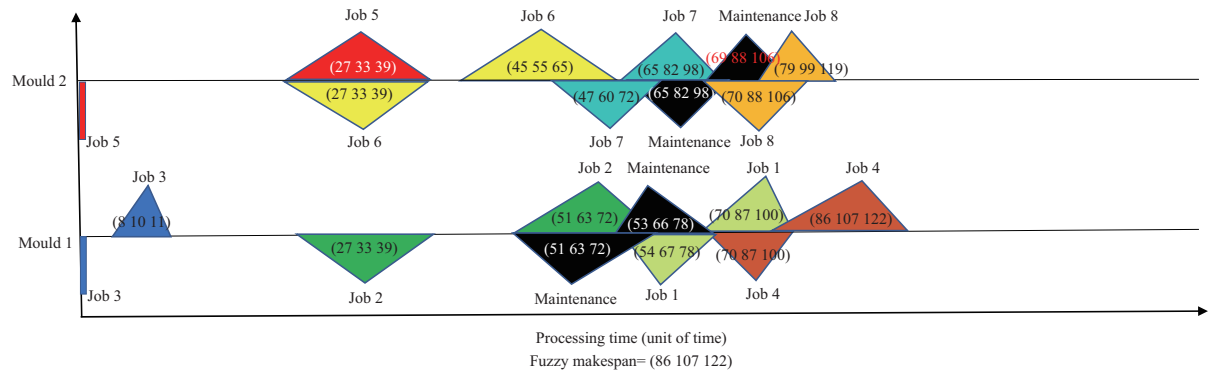 Job 5
Job 6
Job 7
Maintenance
Job 8
(27 33 39)
(45 55 65)
(65 82 98)
(69 88 106)
(79 99 119)
Mould 2
(27 33 39)
(47 60 72)
(65 82 98)
(70 88 106)
Job 5
Job 6
Job 7
Maintenance
Job 8
Job 3
Job 2
Maintenance
Job 1
Job 4
(8 10 11)
(51 63 72)
(53 66 78)
(70 87 100)
(86 107 122)
Mould 1
(27 33 39)
(51 63 72)
(54 67 78)
(70 87 100)
Job 3
Job 2
Maintenance
Job 1
Job 4
Processing time (unit of time)
Fuzzy makespan= (86 107 122)